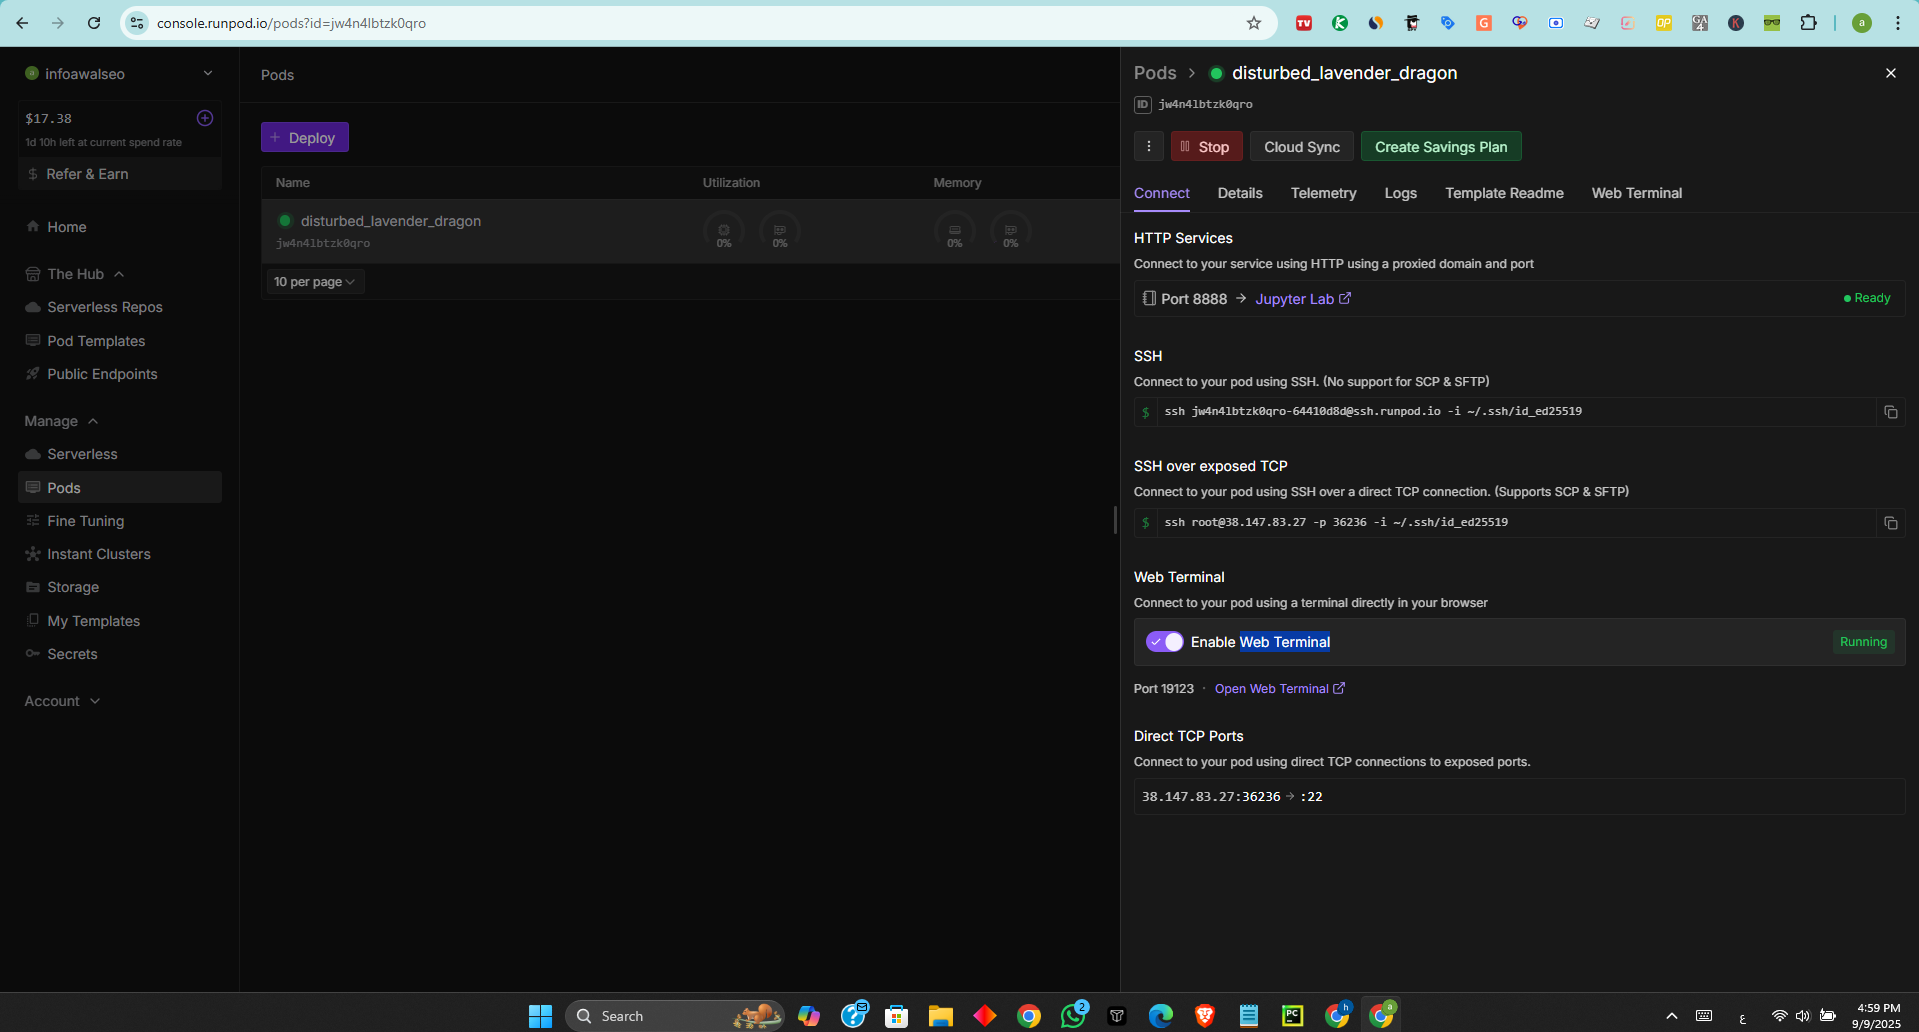 console.runpod.io/pods?id=jw4n4lbtzk0qro
infoawalseo
$17.38
1d 10h left at current spend rate
$ Refer & Earn
Home
The Hub
Serverless Repos
Pod Templates
Public Endpoints
Manage
Serverless
Pods
Fine Tuning
Instant Clusters
Storage
My Templates
Secrets
Account
Pods
+ Deploy
Name Utilization Memory
disturbed_lavender_dragon
jw4n4lbtzk0qro
0% 0% 0% 0%
10 per page
Pods > disturbed_lavender_dragon
ID jw4n4lbtzk0qro
Stop Cloud Sync Create Savings Plan
Connect Details Telemetry Logs Template Readme Web Terminal
HTTP Services
Connect to your service using HTTP using a proxied domain and port
Port 8888 → Jupyter Lab Ready
SSH
Connect to your pod using SSH. (No support for SCP & SFTP)
$ ssh jw4n4lbtzk0qro-64410d8d@ssh.runpod.io -i ~/.ssh/id_ed25519
SSH over exposed TCP
Connect to your pod using SSH over a direct TCP connection. (Supports SCP & SFTP)
$ ssh root@38.147.83.27 -p 36236 -i ~/.ssh/id_ed25519
Web Terminal
Connect to your pod using a terminal directly in your browser
Enable Web Terminal Running
Port 19123 · Open Web Terminal
Direct TCP Ports
Connect to your pod using direct TCP connections to exposed ports.
38.147.83.27:36236 → :22
Search
2
ع
4:59 PM
9/9/2025